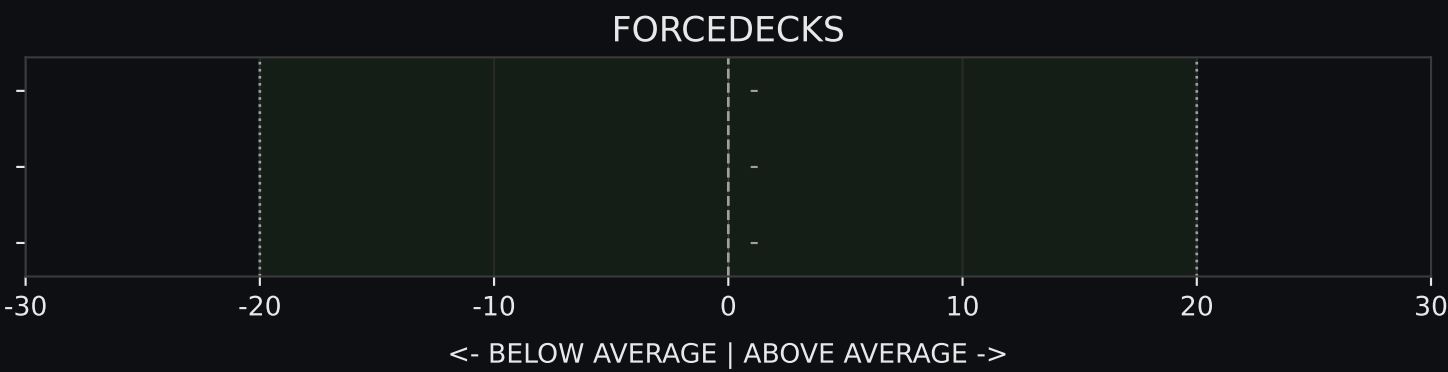 FORCEDECKS
-
-
-
-30 -20 -10 0 10 20 30
<- BELOW AVERAGE | ABOVE AVERAGE ->